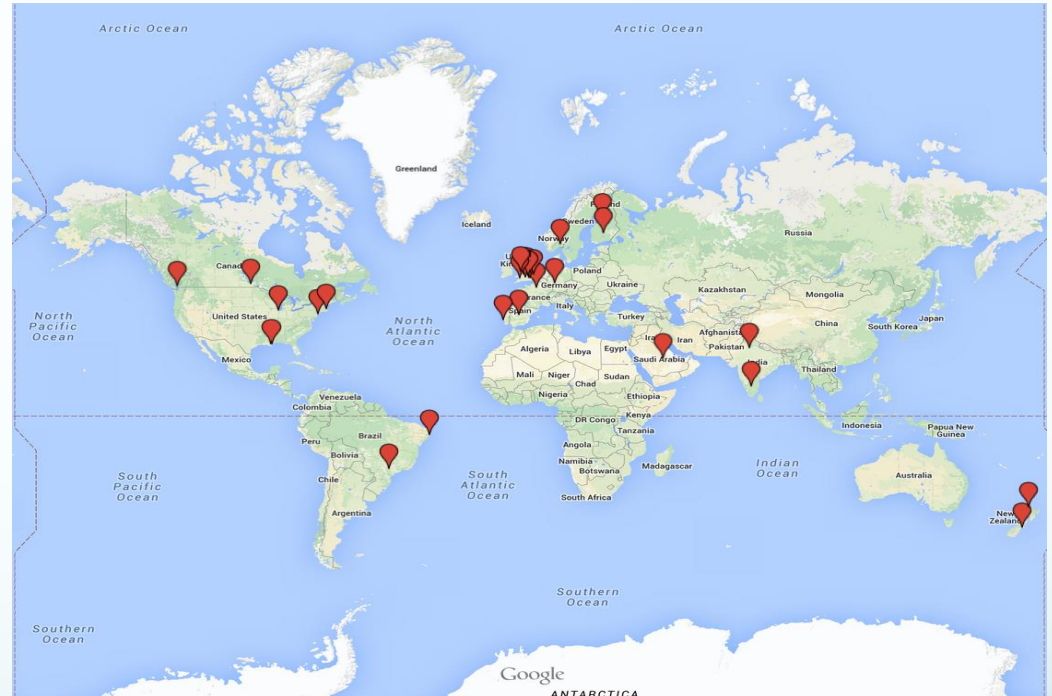 Arctic Ocean
Arctic Ocean
Greenland
Iceland
Sweden
Norway
Russia
Canad
Poland
Germany
Ukraine
Kazakhstan
Mongolia
Italy
Spain
United States
North
Pacific
Ocean
North
Atlantic
Ocean
Turkey
China
South Korea
Japan
Afghanist
Iran
Pakistan
Algeria
Libya
Egypt
Saudi Arabia
Mexico
Mali
Niger
Chad
Sudan
Thailand
Nigeria
Ethiopia
Venezuela
Colombia
DR Congo
Kenya
Tanzania
Indonesia
Papua New
Guinea
Peru
Brazil
Bolivia
Angola
Namibia
Botswana
Madagascar
Indian
Ocean
South
Pacific
Ocean
South
Atlantic
Ocean
Chile
Australia
South Africa
Argentina
New
Zealand
Southern
Ocean
Southern
Ocean
Google
ANTARCTICA